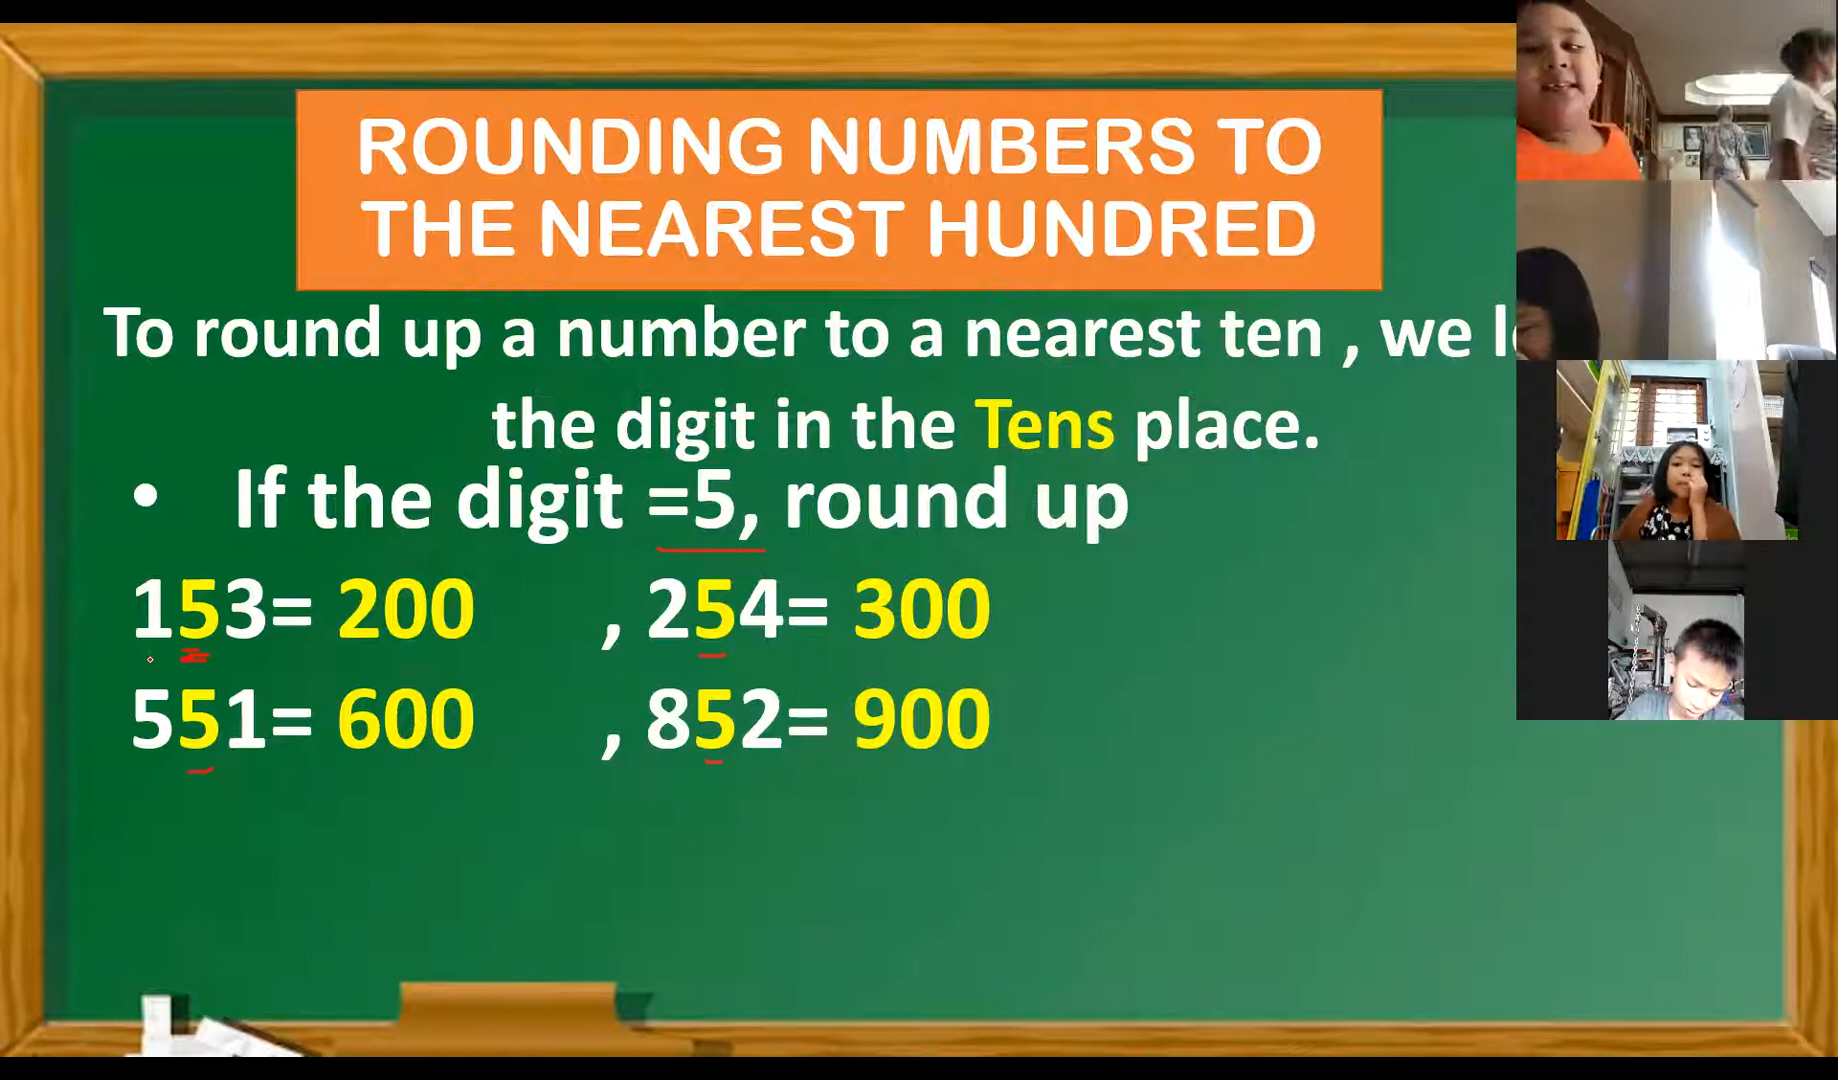 ROUNDING NUMBERS TO
THE NEAREST HUNDRED
To round up a number to a nearest ten , we
the digit in the Tens place.
• If the digit =5, round up
153= 200 , 254= 300
551= 600 , 852= 900